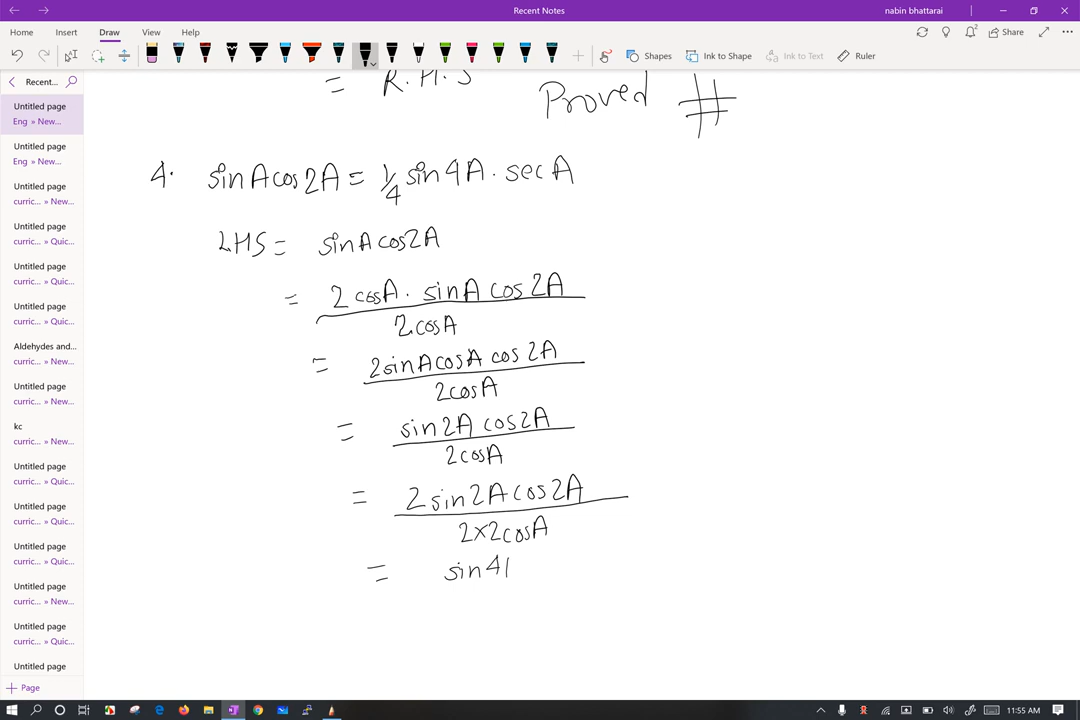 Recent Notes
nabin bhattarai
Home Insert Draw View Help
Share
Shapes Ink to Shape Ink to Text Ruler
Recent...
Untitled page
Eng » New...
Untitled page
Eng » New...
Untitled page
curric... » New...
Untitled page
curric... » Quic...
Untitled page
curric... » Quic...
Untitled page
curric... » Quic...
Aldehydes and...
curric... » New...
Untitled page
curric... » New...
kc
curric... » New...
Untitled page
curric... » Quic...
Untitled page
curric... » Quic...
Untitled page
curric... » Quic...
Untitled page
curric... » New...
Untitled page
curric... » Quic...
Untitled page
+ Page
= R.H.S
Proved #
4. sinAcos2A = 1/4 sin4A . secA
LHS = sinAcos2A
= 2cosA . sinA cos2A
2cosA
= 2sinAcosA cos2A
2cosA
= sin2A cos2A
2cosA
= 2sin2Acos2A
2×2cosA
= sin4
11:55 AM